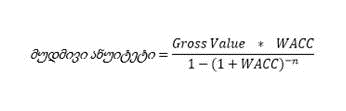 მუდმივი ანუიტეტი = Gross Value * WACC / 1 − (1 + WACC)⁻ⁿ